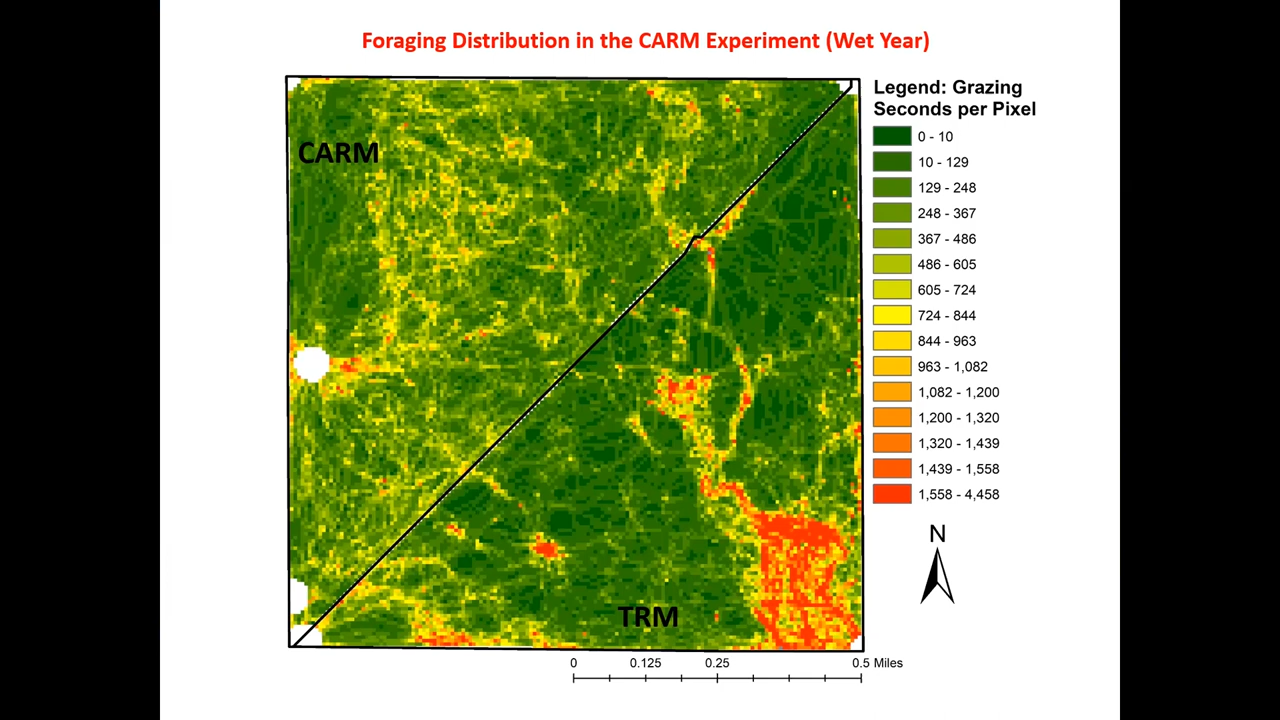 Foraging Distribution in the CARM Experiment (Wet Year)
CARM
TRM
Legend: Grazing
Seconds per Pixel
0 - 10
10 - 129
129 - 248
248 - 367
367 - 486
486 - 605
605 - 724
724 - 844
844 - 963
963 - 1,082
1,082 - 1,200
1,200 - 1,320
1,320 - 1,439
1,439 - 1,558
1,558 - 4,458
N
0 0.125 0.25 0.5 Miles